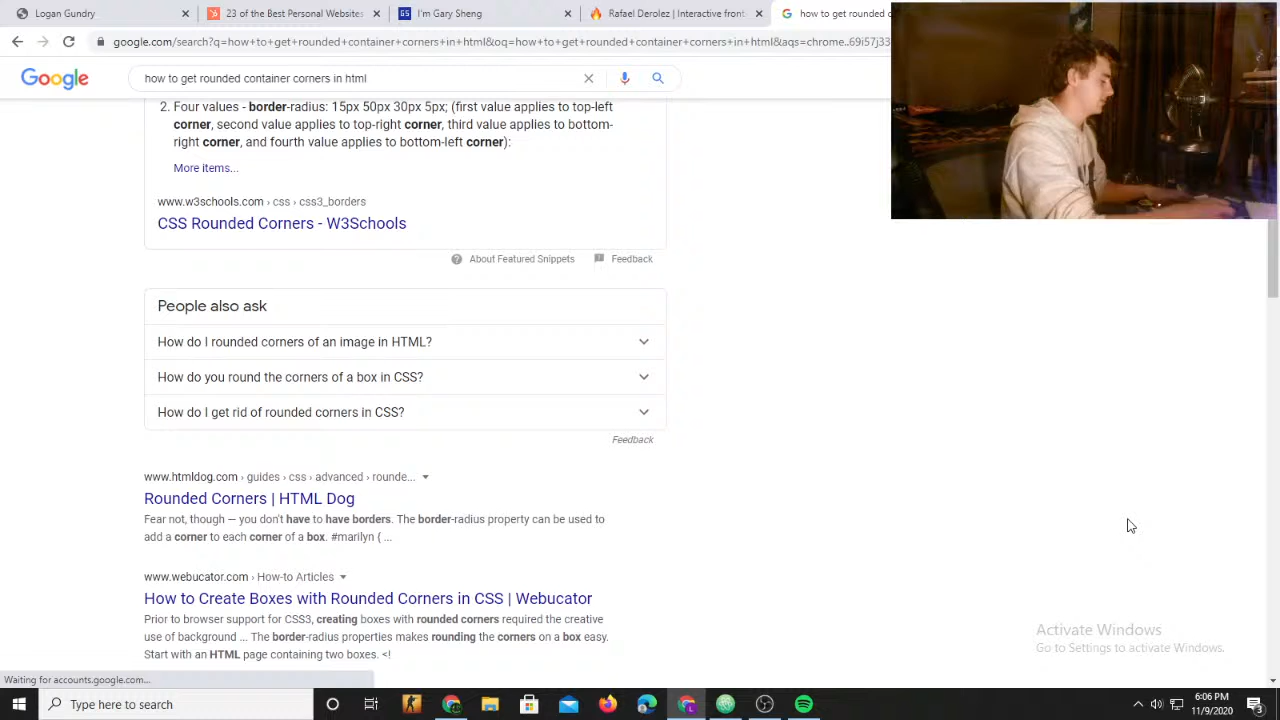 Logan Gundry
23 of the Best Personal Websites
I'm Gary Sheng
Rafael Derolez | Interactive front
how to get rounded c
google.com/search?q=how+to+get+rounded+container+corners+in+html&oq=how+to+get+rounded+container+corners+in+html&aqs=chrome..69i57j33
Google
how to get rounded container corners in html
2. Four values - border-radius: 15px 50px 30px 5px; (first value applies to top-left
corner, second value applies to top-right corner, third value applies to bottom-
right corner, and fourth value applies to bottom-left corner):
More items...
www.w3schools.com › css › css3_borders
CSS Rounded Corners - W3Schools
About Featured Snippets
Feedback
People also ask
How do I rounded corners of an image in HTML?
How do you round the corners of a box in CSS?
How do I get rid of rounded corners in CSS?
Feedback
www.htmldog.com › guides › css › advanced › rounde...
Rounded Corners | HTML Dog
Fear not, though — you don't have to have borders. The border-radius property can be used to
add a corner to each corner of a box. #marilyn { ...
www.webucator.com › How-to Articles
How to Create Boxes with Rounded Corners in CSS | Webucator
Prior to browser support for CSS3, creating boxes with rounded corners required the creative
use of background ... The border-radius properties makes rounding the corners on a box easy.
Start with an HTML page containing two boxes. <!
Activate Windows
Go to Settings to activate Windows.
Waiting for accounts.google.com...
Type here to search
6:06 PM
11/9/2020
3